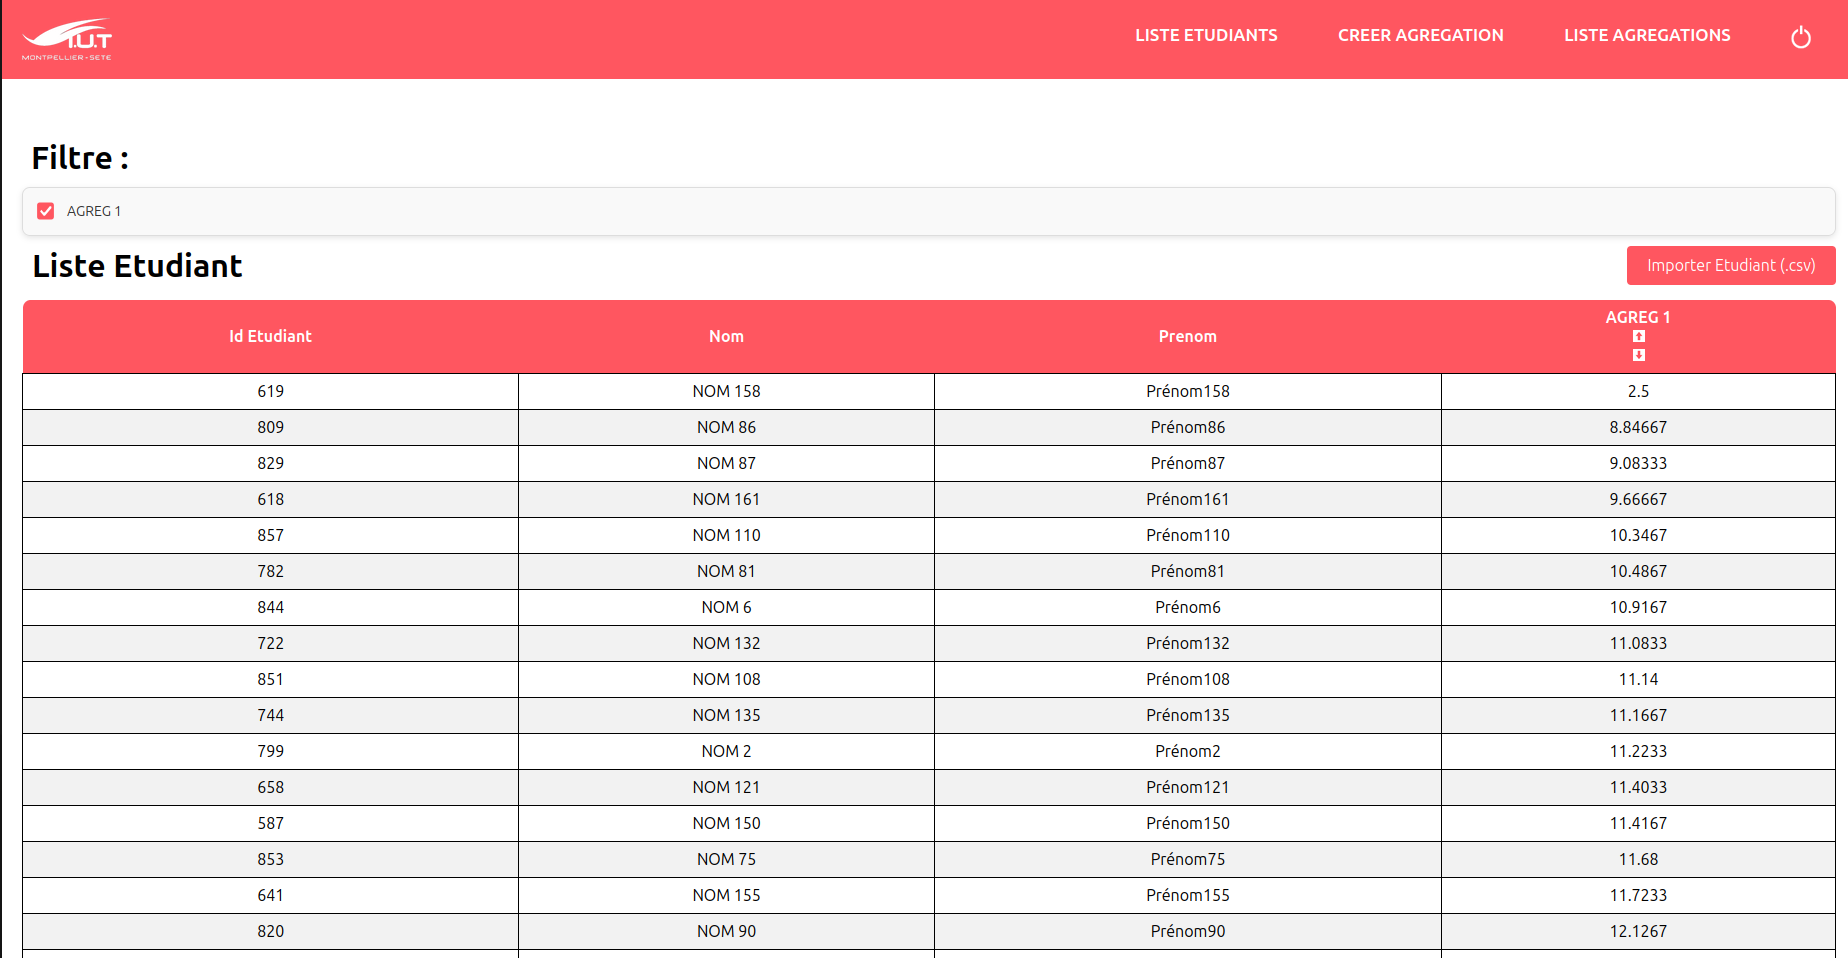 I.U.T
MONTPELLIER-SETE
LISTE ETUDIANTS CREER AGREGATION LISTE AGREGATIONS
Filtre :
AGREG 1
Liste Etudiant
Importer Etudiant (.csv)
Id Etudiant Nom Prenom AGREG 1
619 NOM 158 Prénom158 2.5
809 NOM 86 Prénom86 8.84667
829 NOM 87 Prénom87 9.08333
618 NOM 161 Prénom161 9.66667
857 NOM 110 Prénom110 10.3467
782 NOM 81 Prénom81 10.4867
844 NOM 6 Prénom6 10.9167
722 NOM 132 Prénom132 11.0833
851 NOM 108 Prénom108 11.14
744 NOM 135 Prénom135 11.1667
799 NOM 2 Prénom2 11.2233
658 NOM 121 Prénom121 11.4033
587 NOM 150 Prénom150 11.4167
853 NOM 75 Prénom75 11.68
641 NOM 155 Prénom155 11.7233
820 NOM 90 Prénom90 12.1267